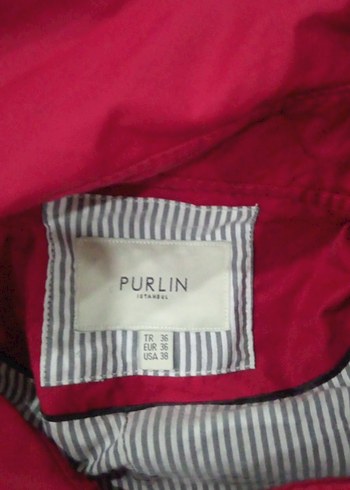 PURLIN
ISTANBUL
TR 36
EUR 36
USA 38